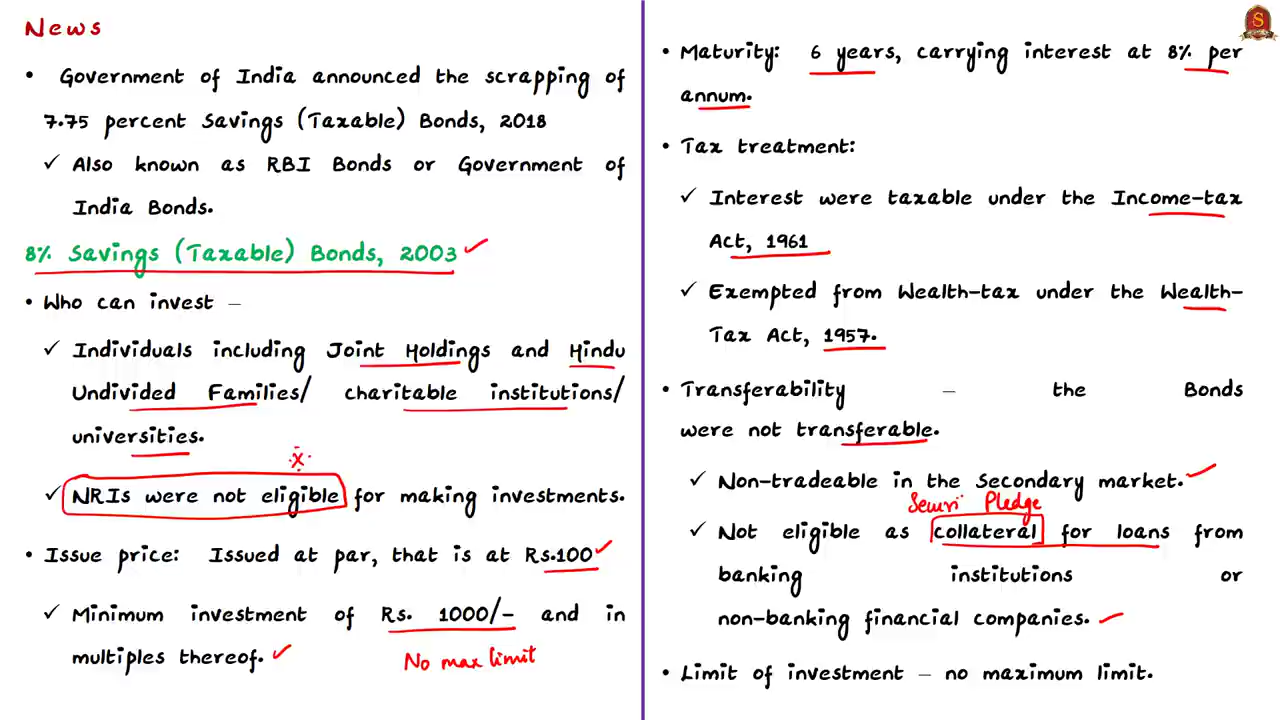 News
• Government of India announced the scrapping of
7.75 percent Savings (Taxable) Bonds, 2018
✓ Also known as RBI Bonds or Government of
India Bonds.
8% Savings (Taxable) Bonds, 2003
• Who can invest –
✓ Individuals including Joint Holdings and Hindu
Undivided Families/ charitable institutions/
universities.
✓ NRIs were not eligible for making investments.
• Issue price: Issued at par, that is at Rs.100
✓ Minimum investment of Rs. 1000/- and in
multiples thereof.
No max limit
• Maturity: 6 years, carrying interest at 8% per
annum.
• Tax treatment:
✓ Interest were taxable under the Income-tax
Act, 1961
✓ Exempted from Wealth-tax under the Wealth-
Tax Act, 1957.
• Transferability – the Bonds
were not transferable.
✓ Non-tradeable in the Secondary market.
Pledge
✓ Not eligible as collateral for loans from
banking institutions or
non-banking financial companies.
• Limit of investment – no maximum limit.
S